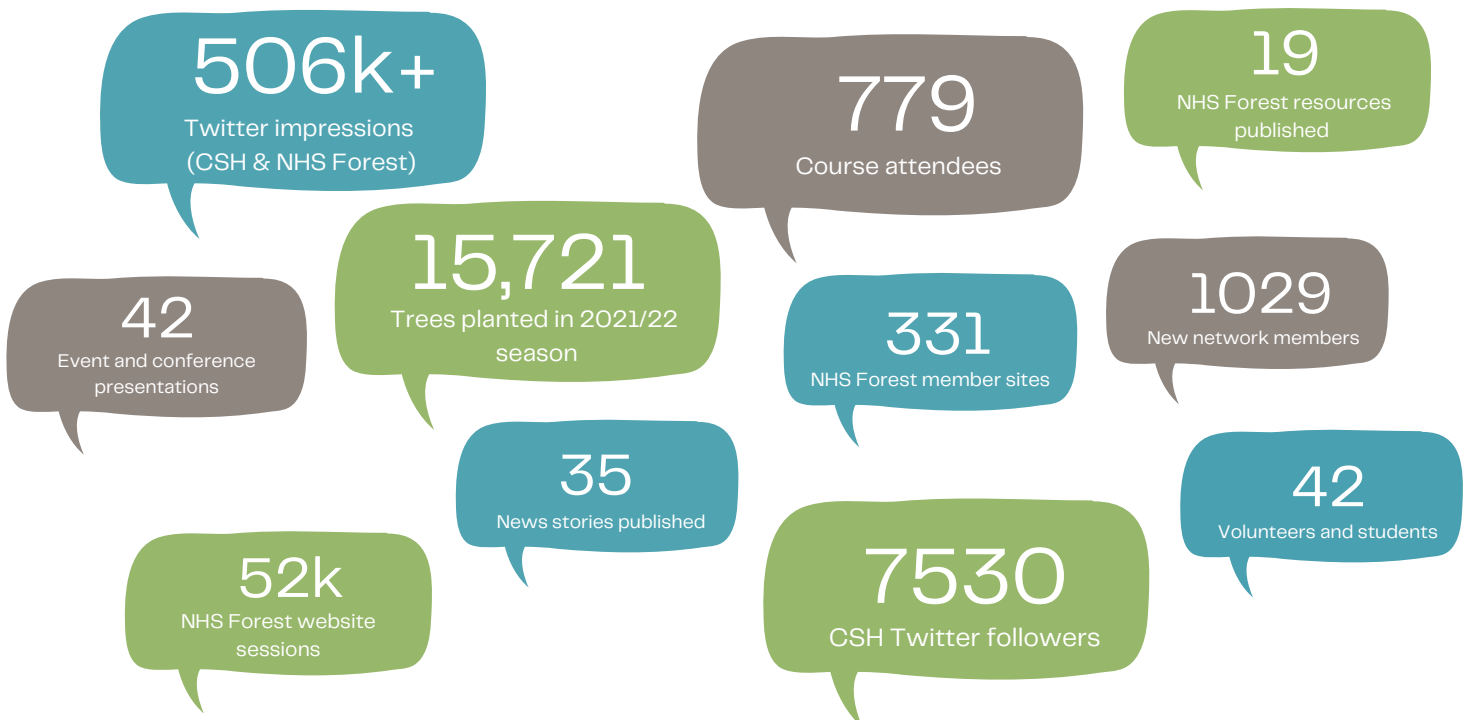 506k+
Twitter impressions
(CSH & NHS Forest)
779
Course attendees
19
NHS Forest resources
published
15,721
Trees planted in 2021/22
season
42
Event and conference
presentations
331
NHS Forest member sites
1029
New network members
35
News stories published
42
Volunteers and students
52k
NHS Forest website
sessions
7530
CSH Twitter followers